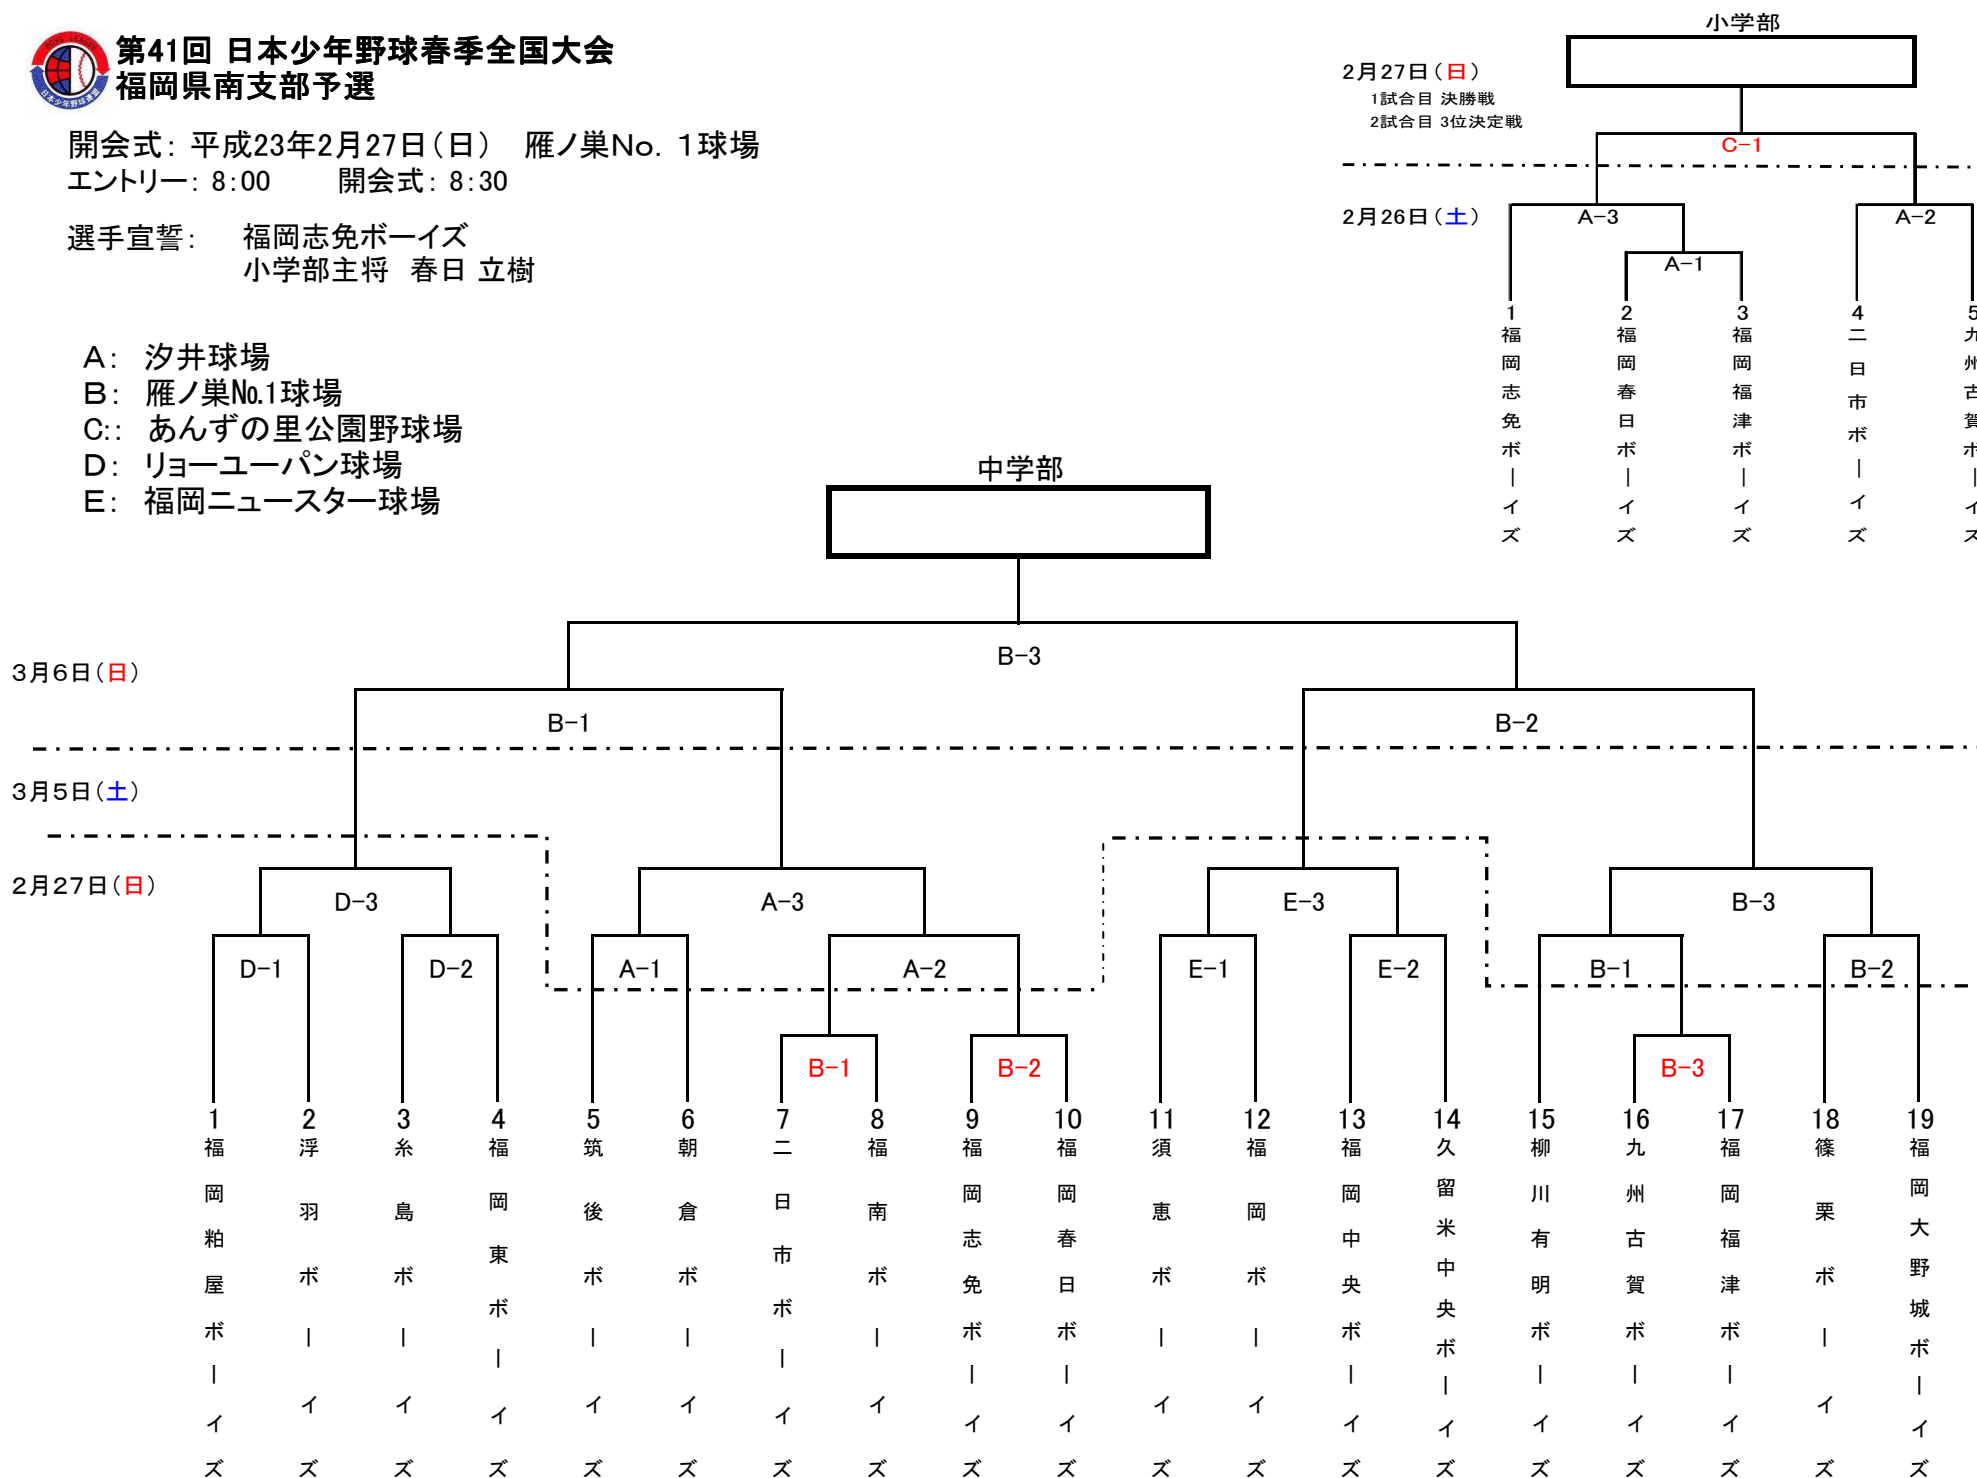 第41回 日本少年野球春季全国大会
福岡県南支部予選
BOYS LEAGUE
日本少年野球連盟
開会式： 平成23年2月27日（日） 雁ノ巣No．1球場
エントリー： 8：00 開会式： 8：30
選手宣誓： 福岡志免ボーイズ
小学部主将 春日 立樹
A： 汐井球場
B： 雁ノ巣№1球場
C:： あんずの里公園野球場
D： リョーユーパン球場
E： 福岡ニュースター球場
小学部
2月27日（日）
1試合目 決勝戦
2試合目 3位決定戦
C-1
2月26日（土）
A-3
A-2
A-1
1
2
3
4
5
福岡志免ボーイズ
福岡春日ボーイズ
福岡福津ボーイズ
二日市ボーイズ
九州古賀ボーイズ
中学部
B-3
3月6日（日）
B-1
B-2
3月5日（土）
2月27日（日）
D-3
A-3
E-3
B-3
D-1
D-2
A-1
A-2
E-1
E-2
B-1
B-2
B-1
B-2
B-3
1
2
3
4
5
6
7
8
9
10
11
12
13
14
15
16
17
18
19
福岡粕屋ボーイズ
浮羽ボーイズ
糸島ボーイズ
福岡東ボーイズ
筑後ボーイズ
朝倉ボーイズ
二日市ボーイズ
福南ボーイズ
福岡志免ボーイズ
福岡春日ボーイズ
須恵ボーイズ
福岡ボーイズ
福岡中央ボーイズ
久留米中央ボーイズ
柳川有明ボーイズ
九州古賀ボーイズ
福岡福津ボーイズ
篠栗ボーイズ
福岡大野城ボーイズ